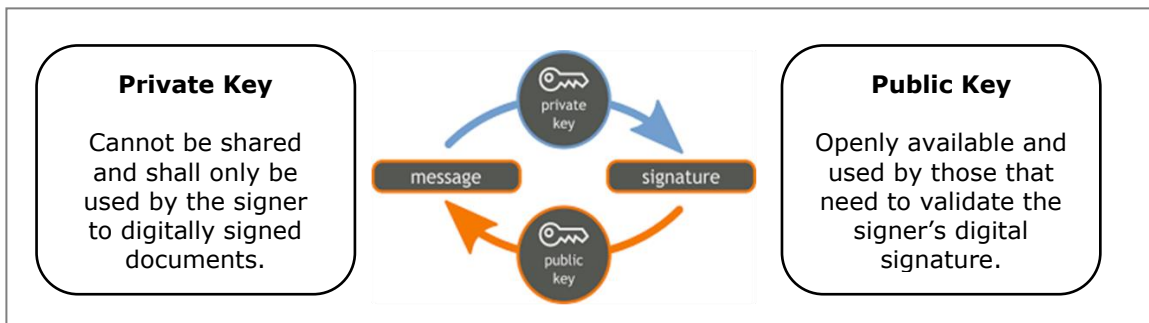 Private Key
Cannot be shared
and shall only be
used by the signer
to digitally signed
documents.
private
key
message
signature
public
key
Public Key
Openly available and
used by those that
need to validate the
signer's digital
signature.